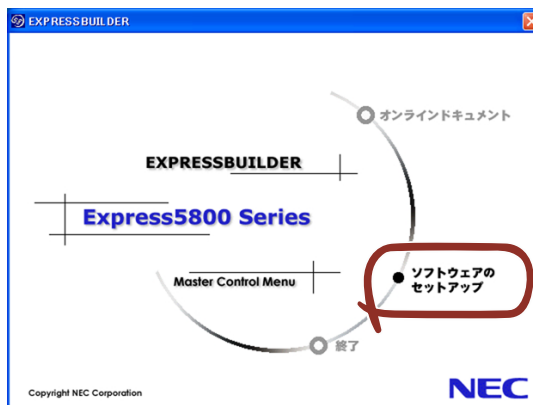 EXPRESSBUILDER
オンラインドキュメント
EXPRESSBUILDER
Express5800 Series
ソフトウェアの
セットアップ
Master Control Menu
終了
Copyright NEC Corporation
NEC